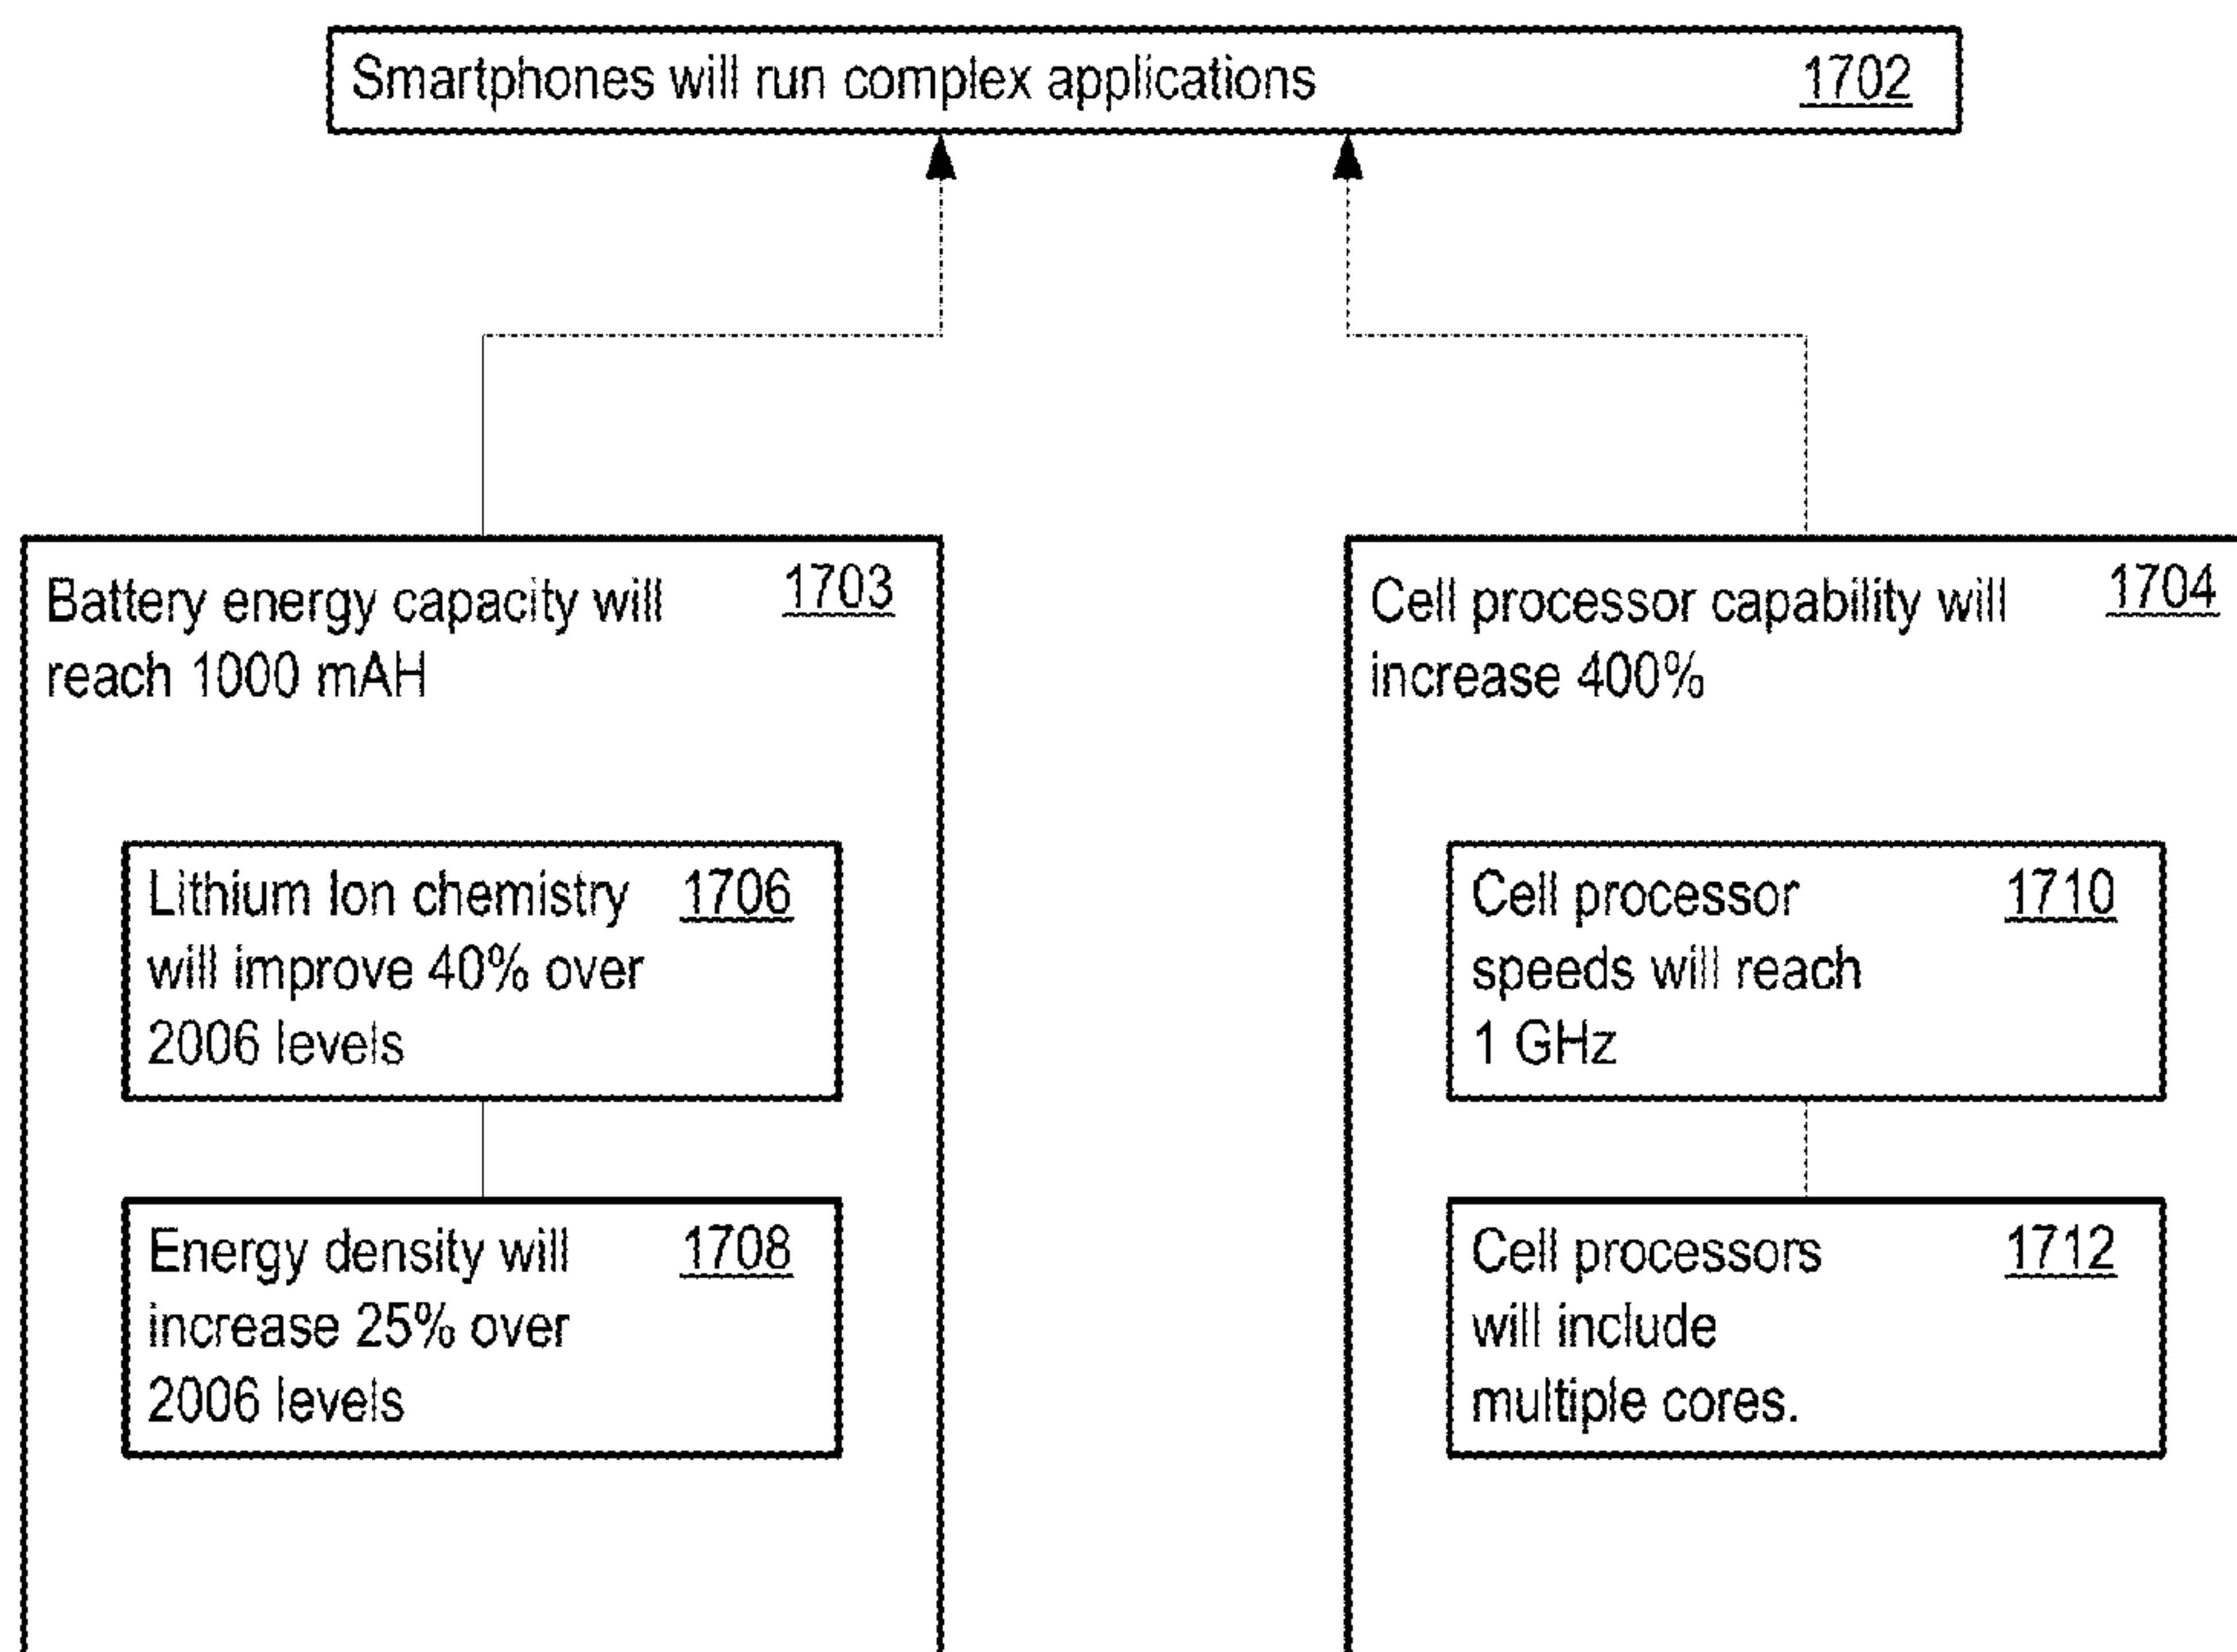 Smartphones will run complex applications 1702
Battery energy capacity will 1703
reach 1000 mAH
Lithium Ion chemistry 1706
will improve 40% over
2006 levels
Energy density will 1708
increase 25% over
2006 levels
Cell processor capability will 1704
increase 400%
Cell processor 1710
speeds will reach
1 GHz
Cell processors 1712
will include
multiple cores.